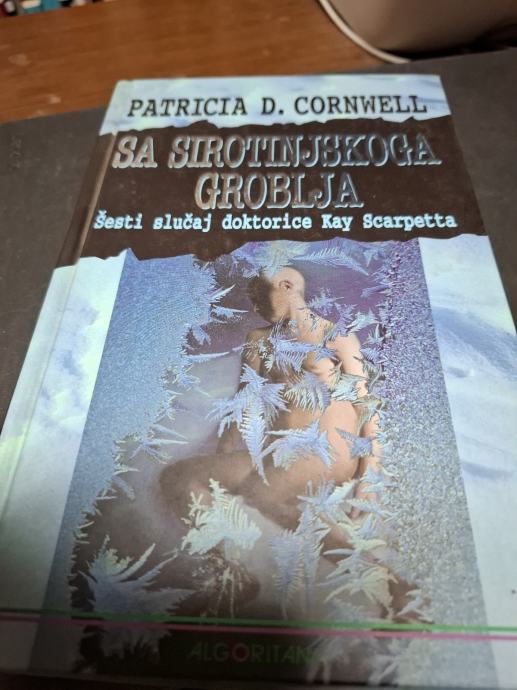 PATRICIA D. CORNWELL
SA SIROTINJSKOGA
GROBLJA
Šesti slučaj doktorice Kay Scarpetta
ALGORITAM